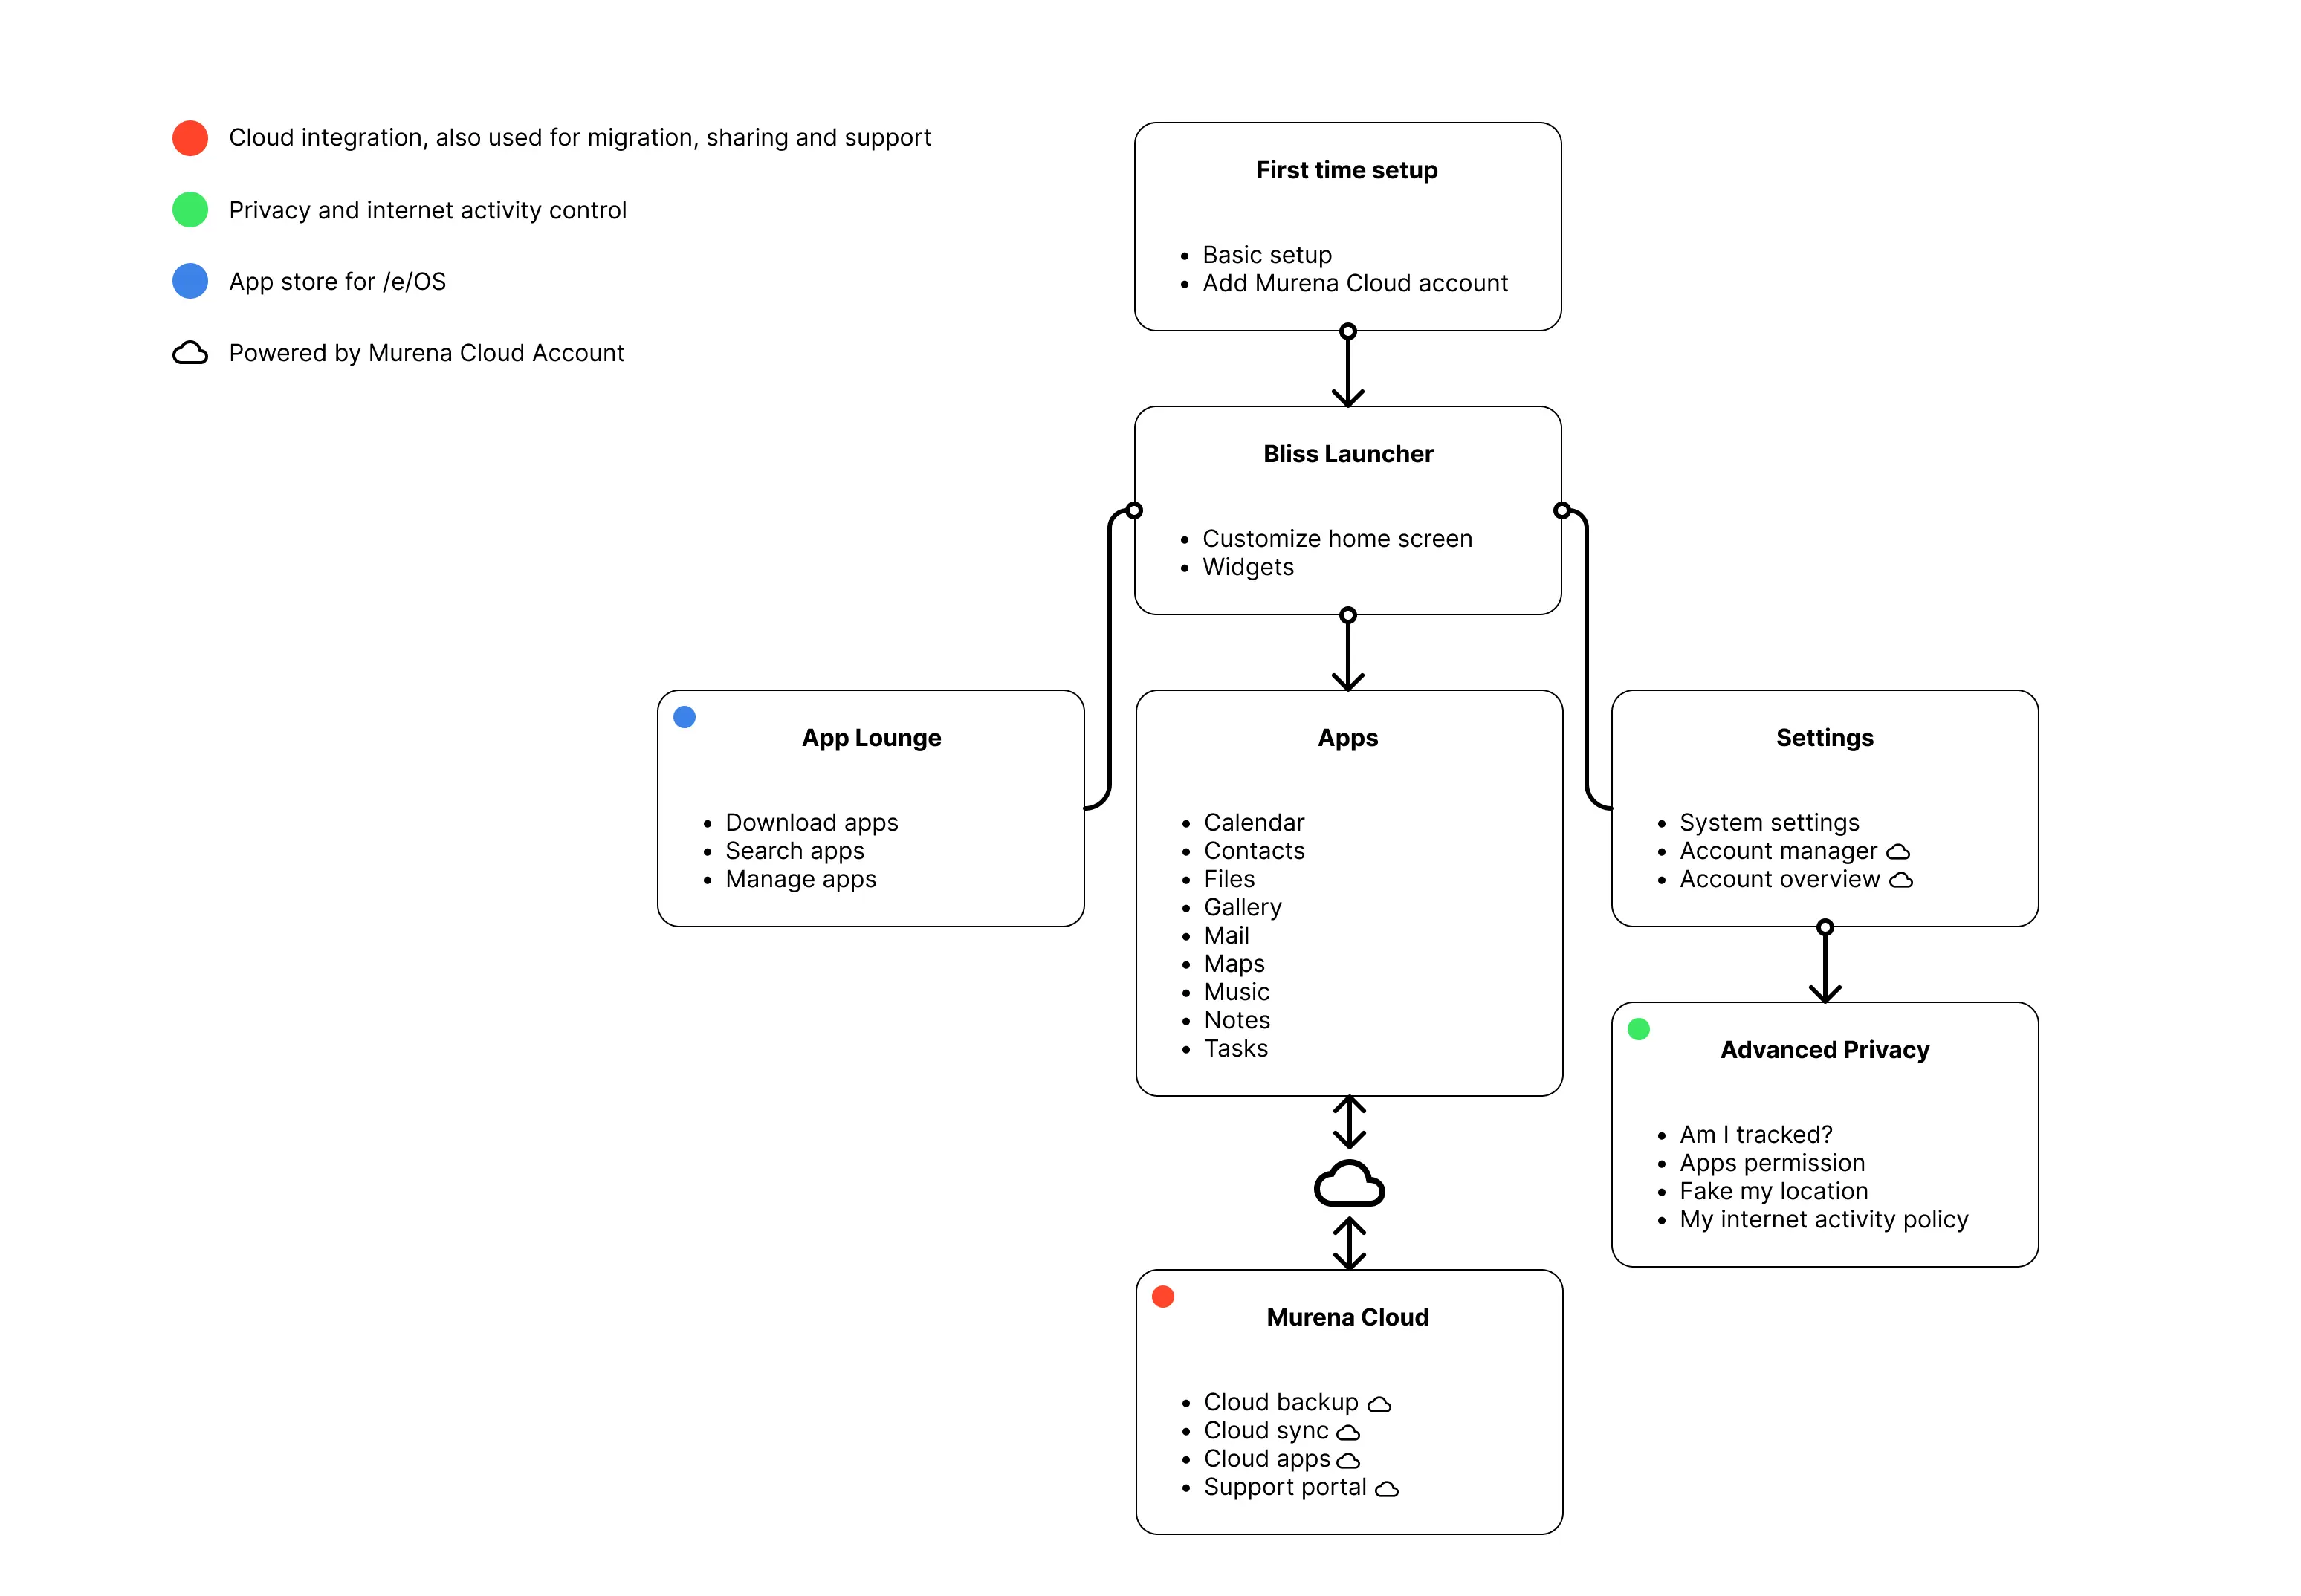 Cloud integration, also used for migration, sharing and support
Privacy and internet activity control
App store for /e/OS
Powered by Murena Cloud Account
First time setup
Basic setup
Add Murena Cloud account
Bliss Launcher
Customize home screen
Widgets
App Lounge
Download apps
Search apps
Manage apps
Apps
Calendar
Contacts
Files
Gallery
Mail
Maps
Music
Notes
Tasks
Settings
System settings
Account manager
Account overview
Advanced Privacy
Am I tracked?
Apps permission
Fake my location
My internet activity policy
Murena Cloud
Cloud backup
Cloud sync
Cloud apps
Support portal